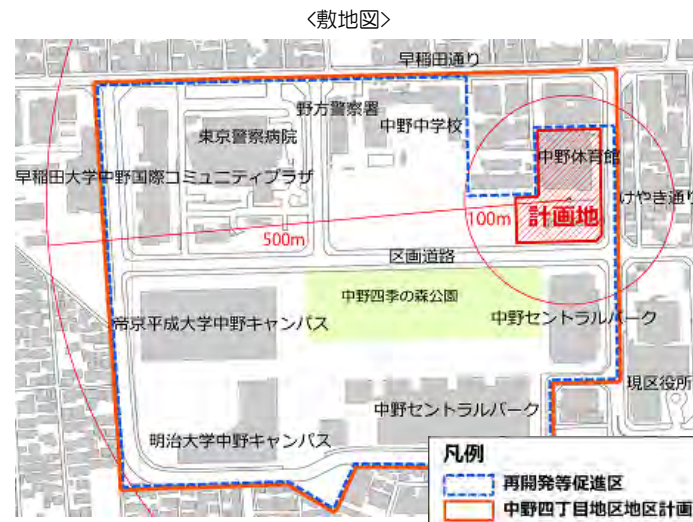 〈敷地図〉
早稲田通り
野方警察署
中野中学校
東京警察病院
中野体育館
早稲田大学中野国際コミュニティプラザ
けやき通り
計画地
100m
500m
区画道路
中野四季の森公園
帝京平成大学中野キャンパス
中野セントラルパーク
現区役所
中野セントラルパーク
明治大学中野キャンパス
凡例
再開発等促進区
中野四丁目地区地区計画